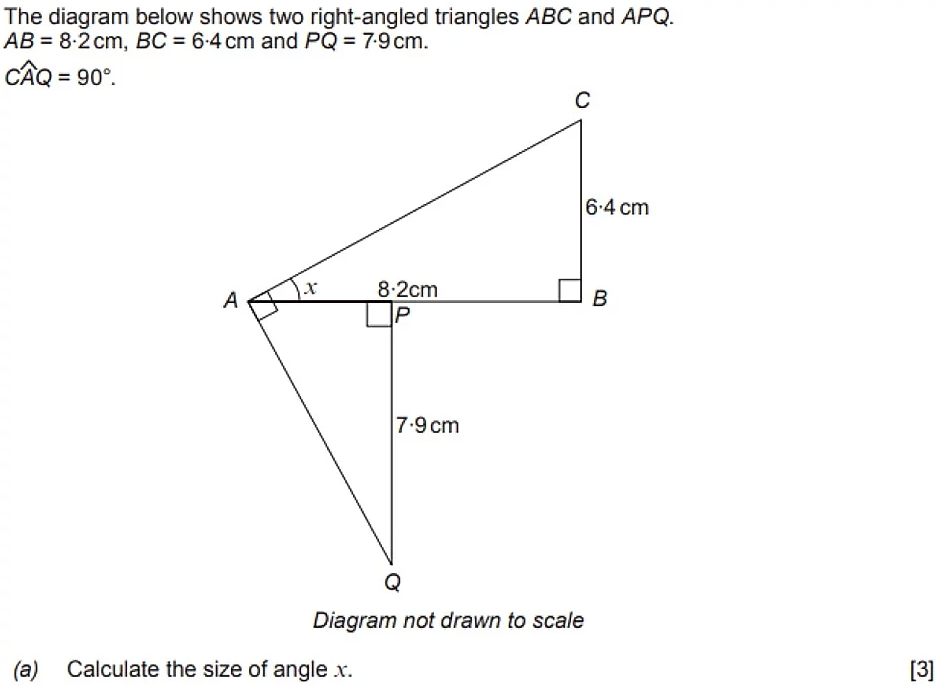 The diagram below shows two right-angled triangles ABC and APQ.
AB = 8·2 cm, BC = 6·4 cm and PQ = 7·9 cm.
CÂQ = 90°.
C
6·4 cm
A
x
8·2cm
B
P
7·9 cm
Q
Diagram not drawn to scale
(a) Calculate the size of angle x. [3]